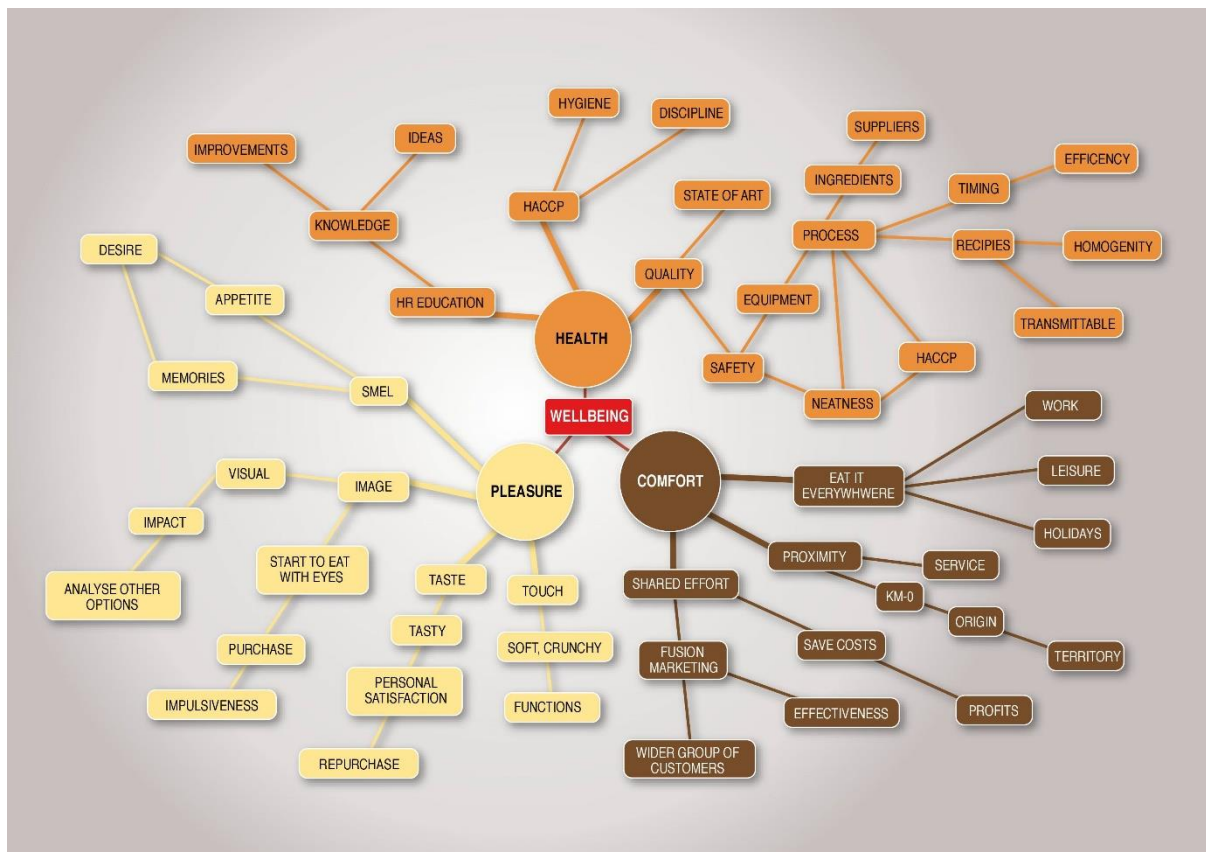 HYGIENE
DISCIPLINE
SUPPLIERS
IDEAS
IMPROVEMENTS
EFFICENCY
INGREDIENTS
TIMING
STATE OF ART
HACCP
KNOWLEDGE
PROCESS
RECIPIES
HOMOGENITY
DESIRE
QUALITY
APPETITE
HR EDUCATION
EQUIPMENT
TRANSMITTABLE
HEALTH
HACCP
SAFETY
MEMORIES
SMEL
NEATNESS
WELLBEING
WORK
VISUAL
IMAGE
PLEASURE
COMFORT
EAT IT
EVERYWHWERE
LEISURE
IMPACT
HOLIDAYS
START TO EAT
WITH EYES
PROXIMITY
SERVICE
ANALYSE OTHER
OPTIONS
TASTE
TOUCH
SHARED EFFORT
KM-0
ORIGIN
TASTY
PURCHASE
SOFT, CRUNCHY
FUSION
MARKETING
SAVE COSTS
TERRITORY
PERSONAL
SATISFACTION
IMPULSIVENESS
FUNCTIONS
EFFECTIVENESS
PROFITS
REPURCHASE
WIDER GROUP OF
CUSTOMERS